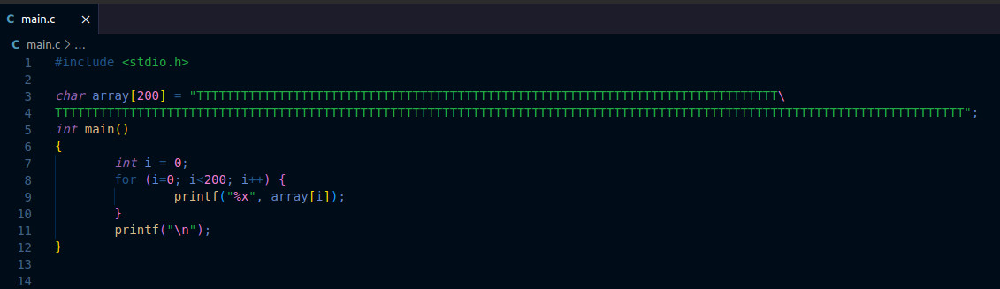 C main.c ×
C main.c > ...
1 #include <stdio.h>
2
3 char array[200] = "TTTTTTTTTTTTTTTTTTTTTTTTTTTTTTTTTTTTTTTTTTTTTTTTTTTTTTTTTTTTTTTTTTTTTTTTTTTTTT\
4 TTTTTTTTTTTTTTTTTTTTTTTTTTTTTTTTTTTTTTTTTTTTTTTTTTTTTTTTTTTTTTTTTTTTTTTTTTTTTTTTTTTTTTTTTTTTTTTTTTTTTTTTTTTTTTTTTTTTTTTTTT";
5 int main()
6 {
7 int i = 0;
8 for (i=0; i<200; i++) {
9 printf("%x", array[i]);
10 }
11 printf("\n");
12 }
13
14